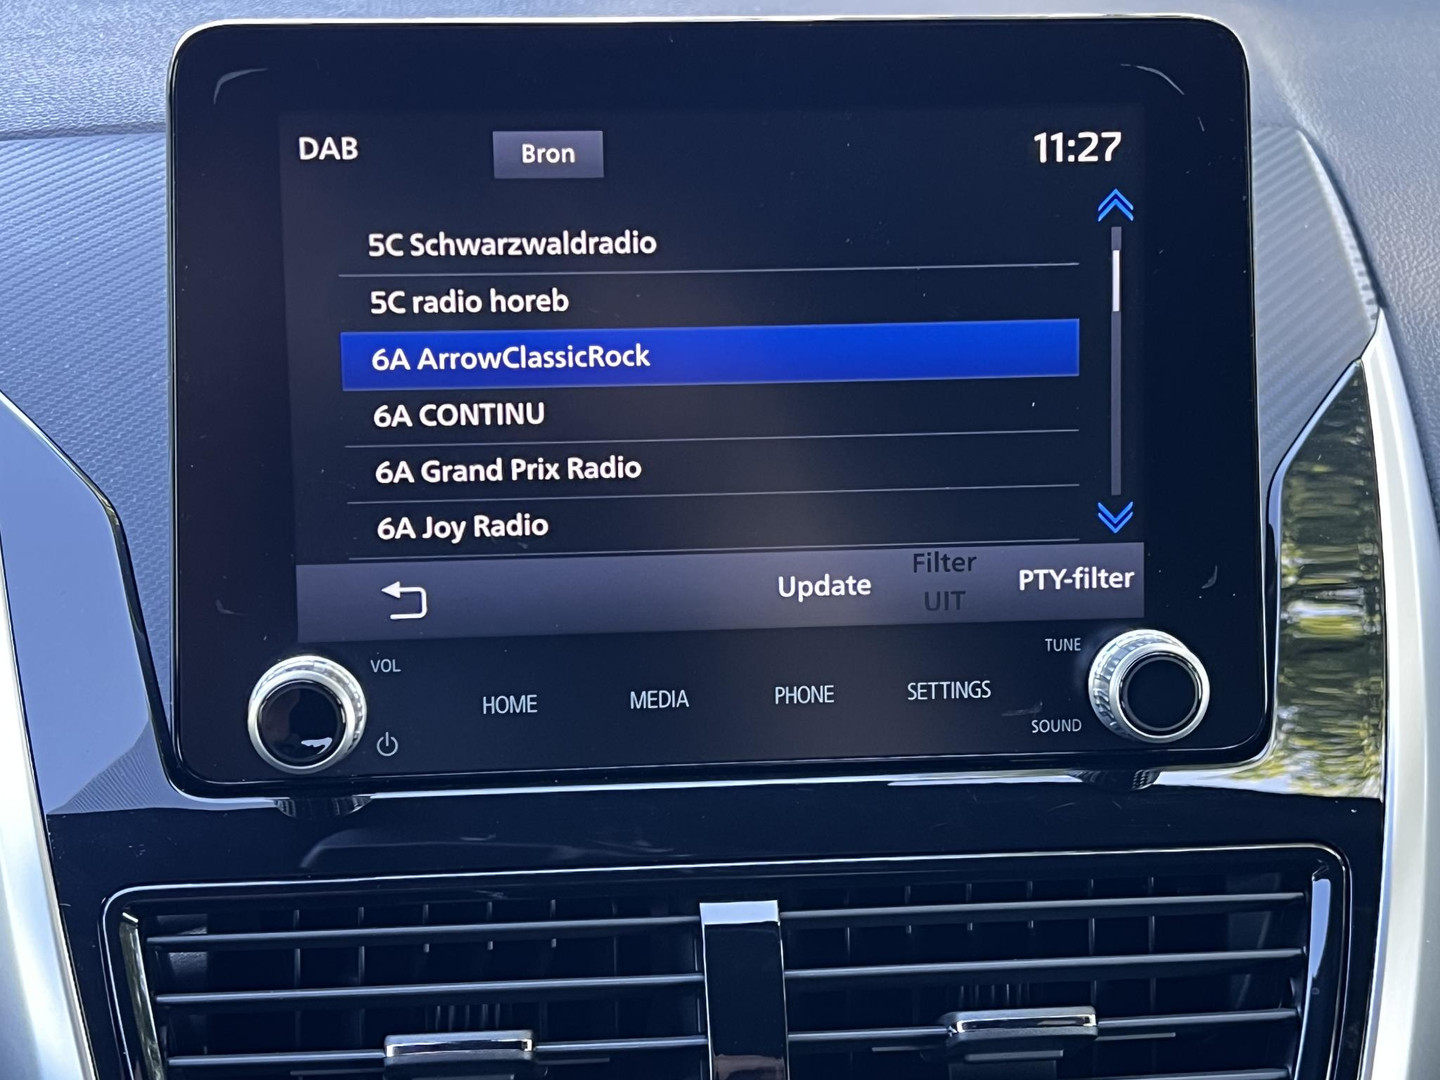 DAB Bron 11:27
5C Schwarzwaldradio
5C radio horeb
6A ArrowClassicRock
6A CONTINU
6A Grand Prix Radio
6A Joy Radio
Update Filter UIT PTY-filter
VOL
HOME MEDIA PHONE SETTINGS
TUNE
SOUND